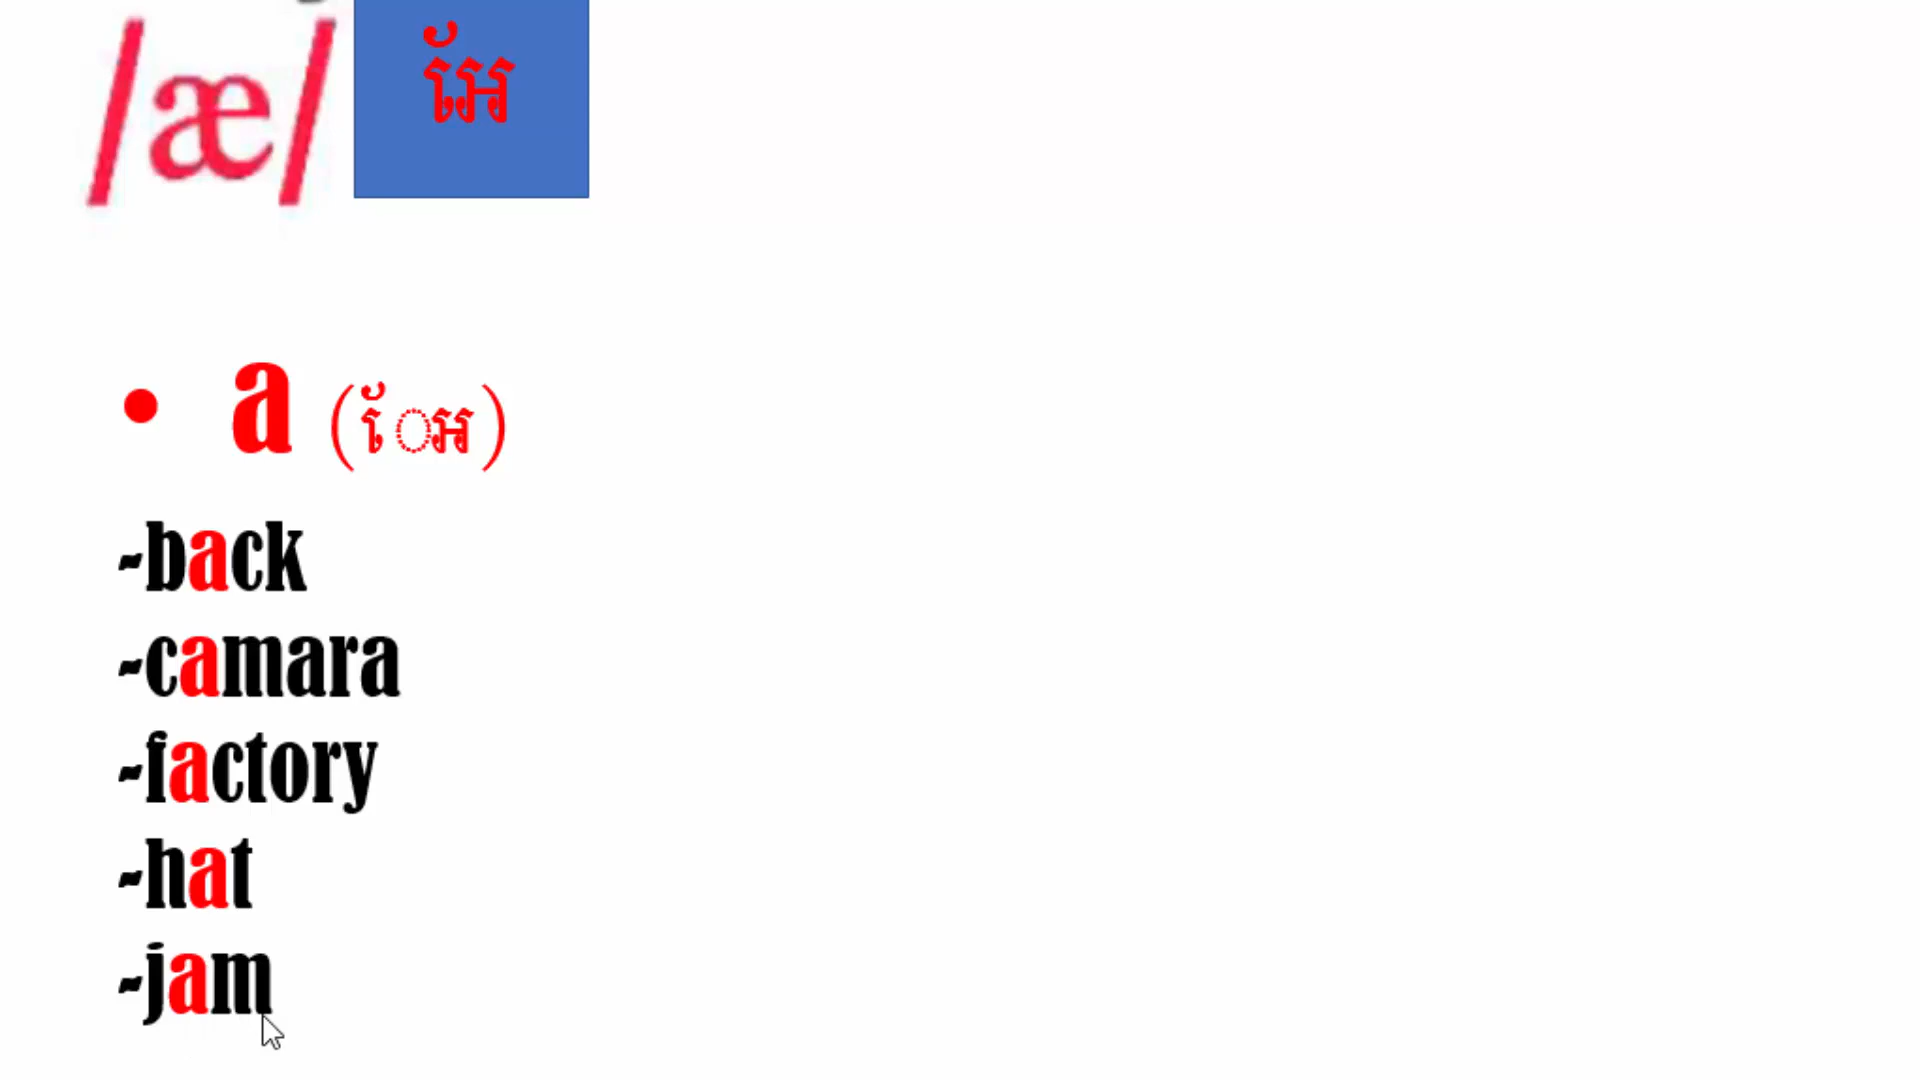 /æ/ អែ៎
• a (ែ៎អ)
-back
-camara
-factory
-hat
-jam